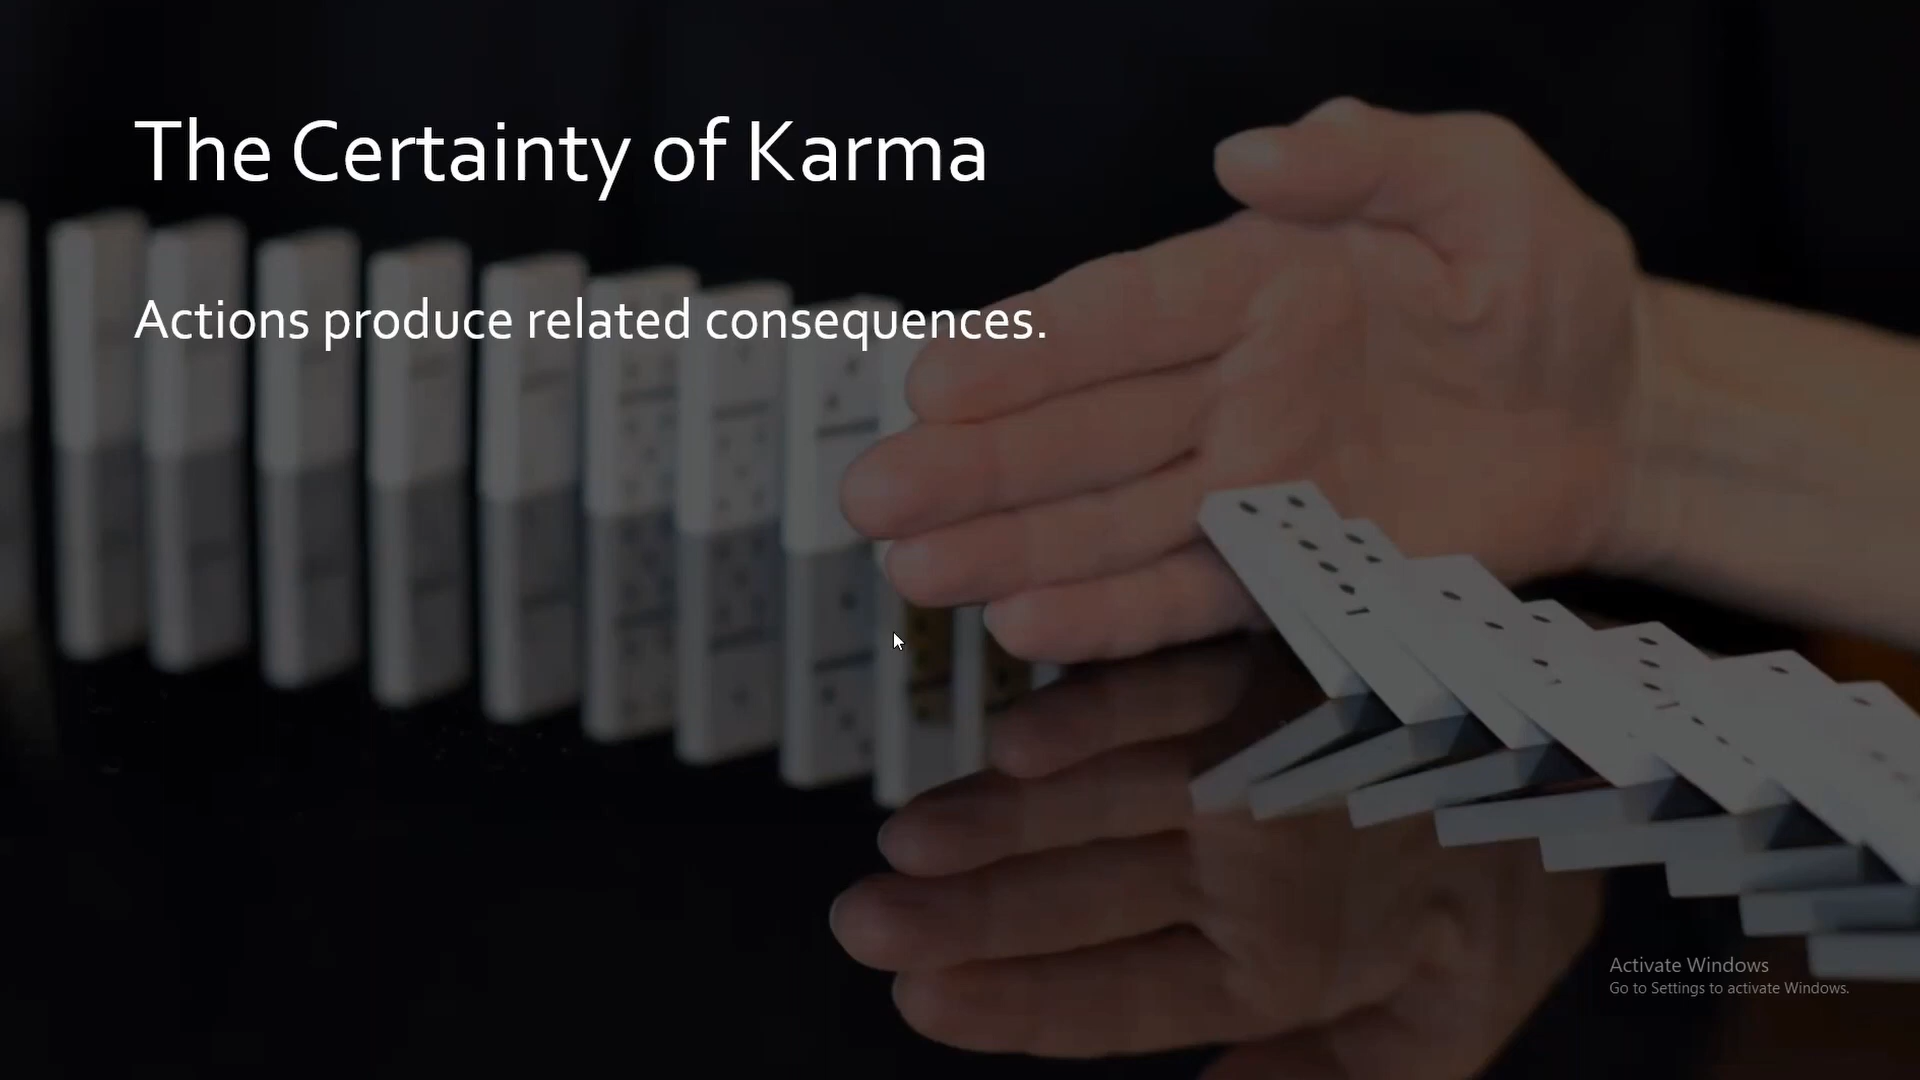 The Certainty of Karma
Actions produce related consequences.
Activate Windows
Go to Settings to activate Windows.